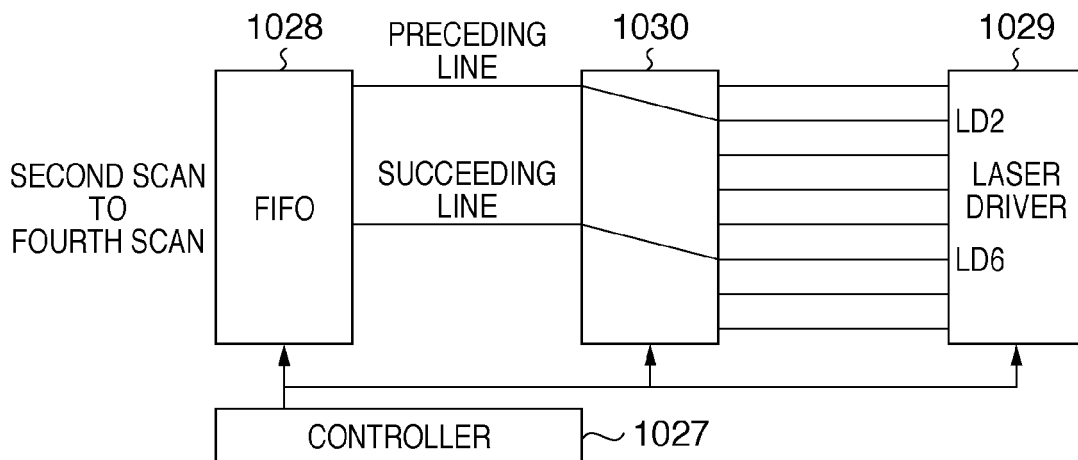 1028
PRECEDING
LINE
1030
1029
SECOND SCAN
TO
FOURTH SCAN
FIFO
SUCCEEDING
LINE
LD2
LASER
DRIVER
LD6
CONTROLLER
1027